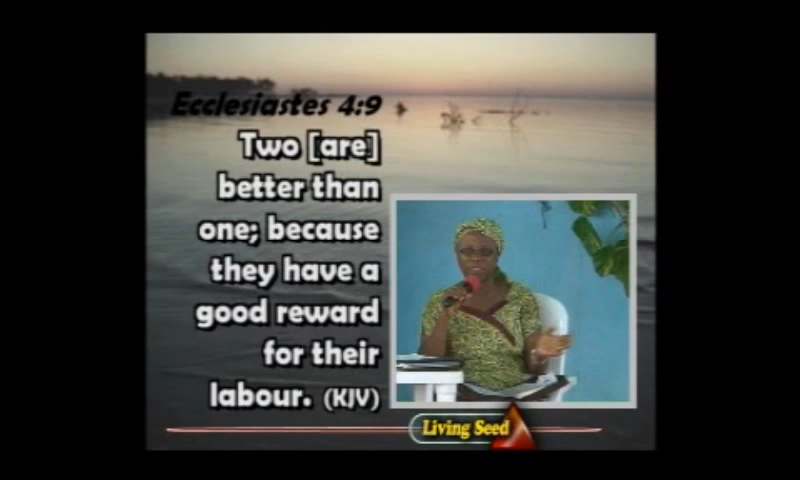 Ecclesiastes 4:9
Two [are]
better than
one; because
they have a
good reward
for their
labour. (KJV)
Living Seed